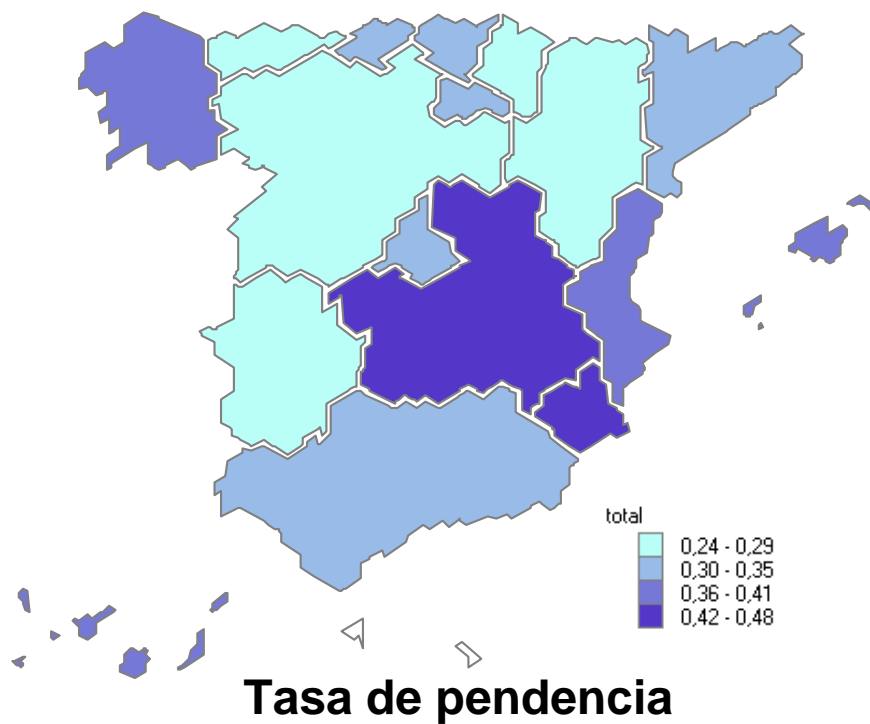 total
0,24 - 0,29
0,30 - 0,35
0,36 - 0,41
0,42 - 0,48
Tasa de pendencia